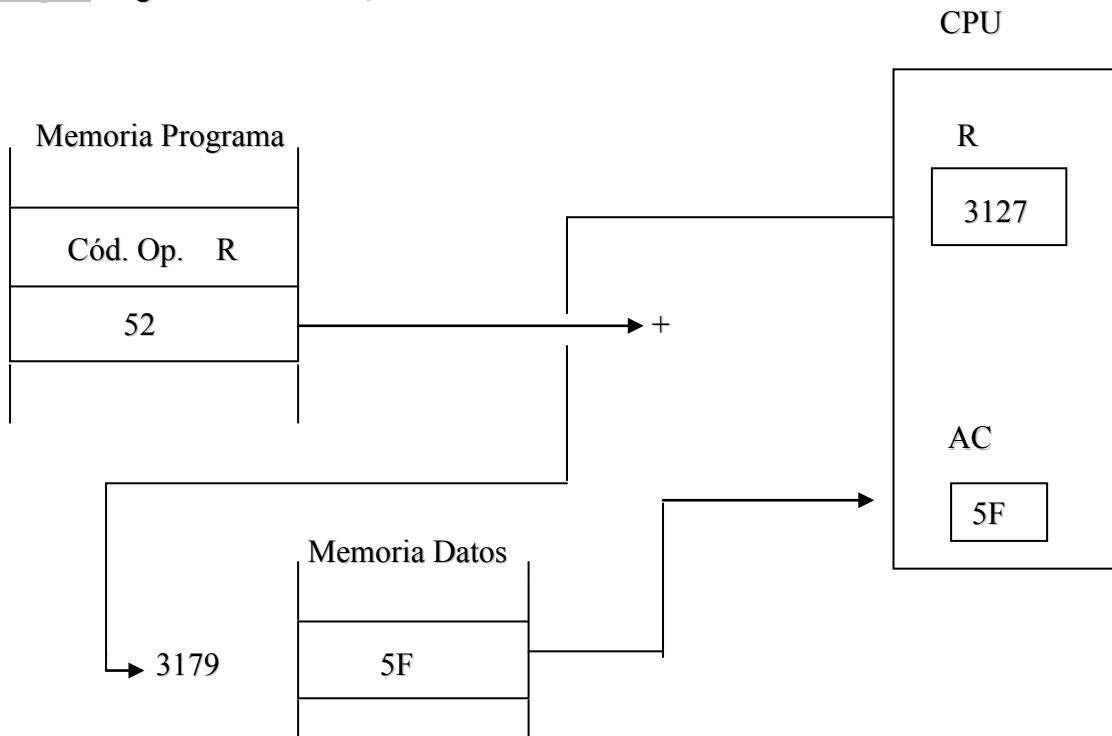 CPU
Memoria Programa
R
3127
Cód. Op. R
52
+
AC
5F
Memoria Datos
3179
5F